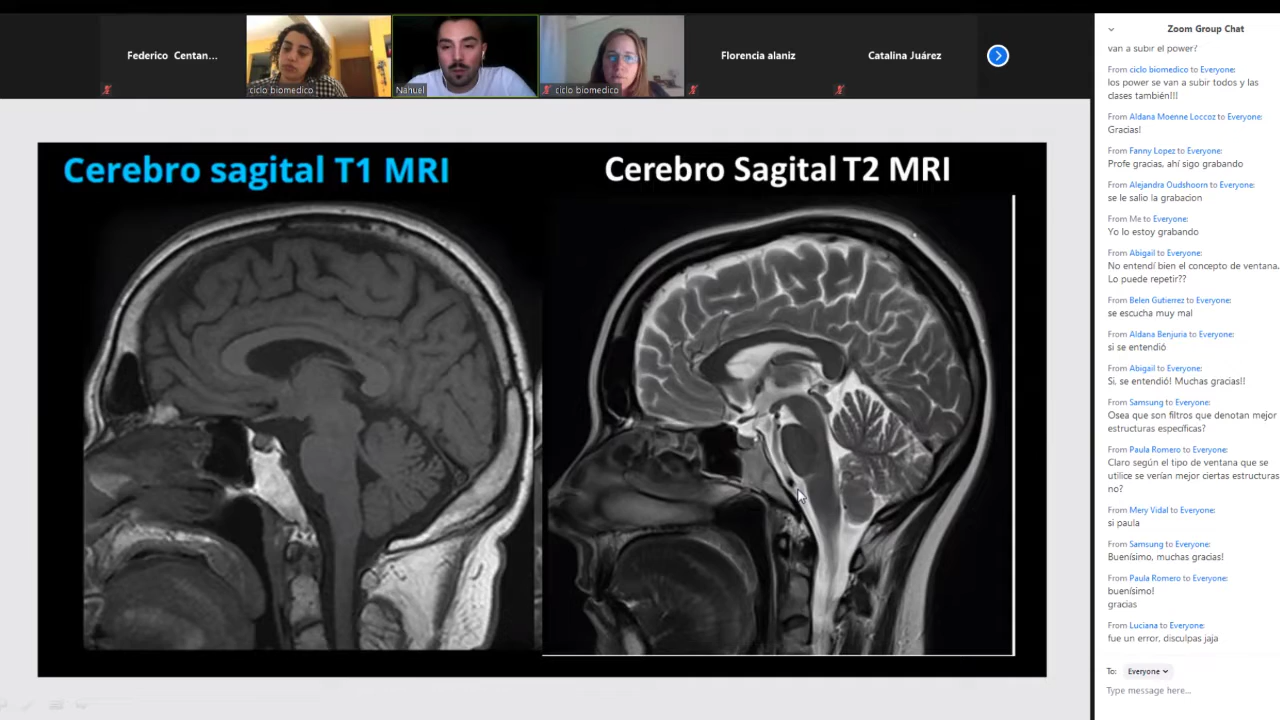 Federico Centan...
ciclo biomedico
Nahuel
ciclo biomedico
Florencia alaniz
Catalina Juárez
Cerebro sagital T1 MRI
Cerebro Sagital T2 MRI
Zoom Group Chat
van a subir el power?
From ciclo biomedico to Everyone:
los power se van a subir todos y las
clases también!!!
From Aldana Moenne Loccoz to Everyone:
Gracias!
From Fanny Lopez to Everyone:
Profe gracias, ahí sigo grabando
From Alejandra Oudshoorn to Everyone:
se le salio la grabacion
From Me to Everyone:
Yo lo estoy grabando
From Abigail to Everyone:
No entendí bien el concepto de ventana.
Lo puede repetir??
From Belen Gutierrez to Everyone:
se escucha muy mal
From Aldana Benjuria to Everyone:
si se entendió
From Abigail to Everyone:
Si, se entendió! Muchas gracias!!
From Samsung to Everyone:
Osea que son filtros que denotan mejor
estructuras específicas?
From Paula Romero to Everyone:
Claro según el tipo de ventana que se
utilice se verían mejor ciertas estructuras
no?
From Mery Vidal to Everyone:
si paula
From Samsung to Everyone:
Buenísimo, muchas gracias!
From Paula Romero to Everyone:
buenísimo!
gracias
From Luciana to Everyone:
fue un error, disculpas jaja
To: Everyone
Type message here...